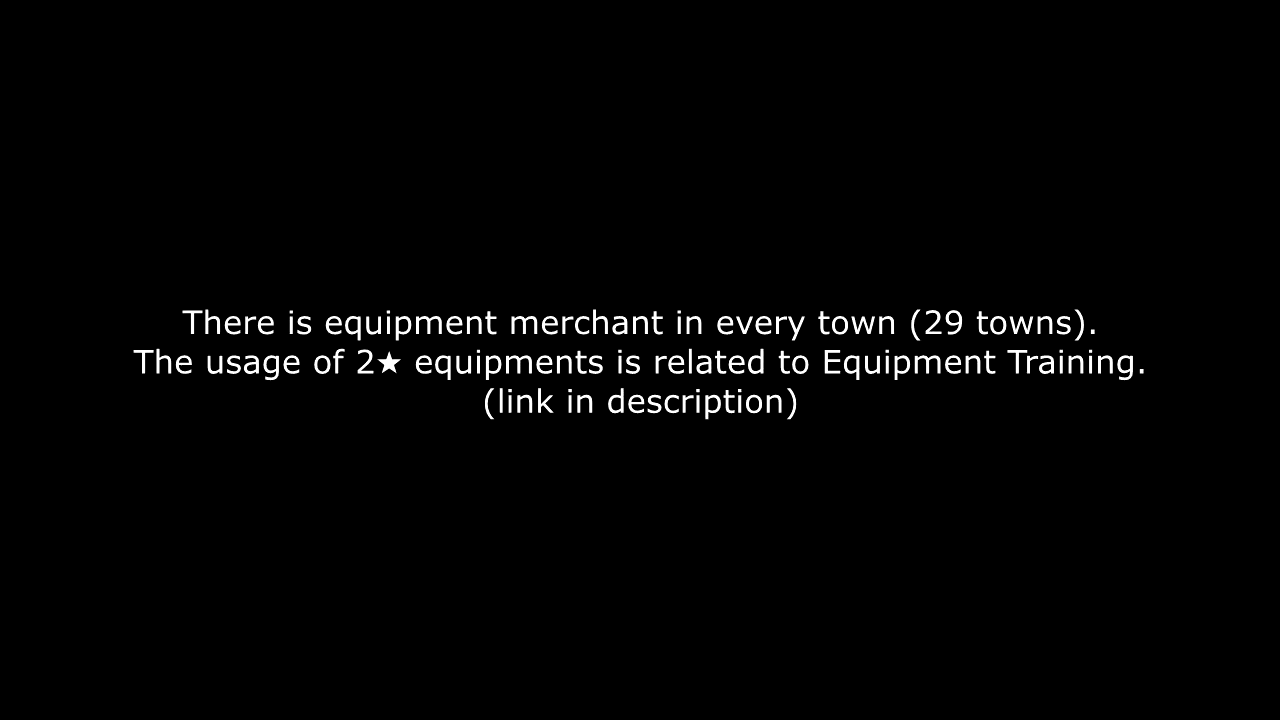 There is equipment merchant in every town (29 towns).
The usage of 2★ equipments is related to Equipment Training.
(link in description)